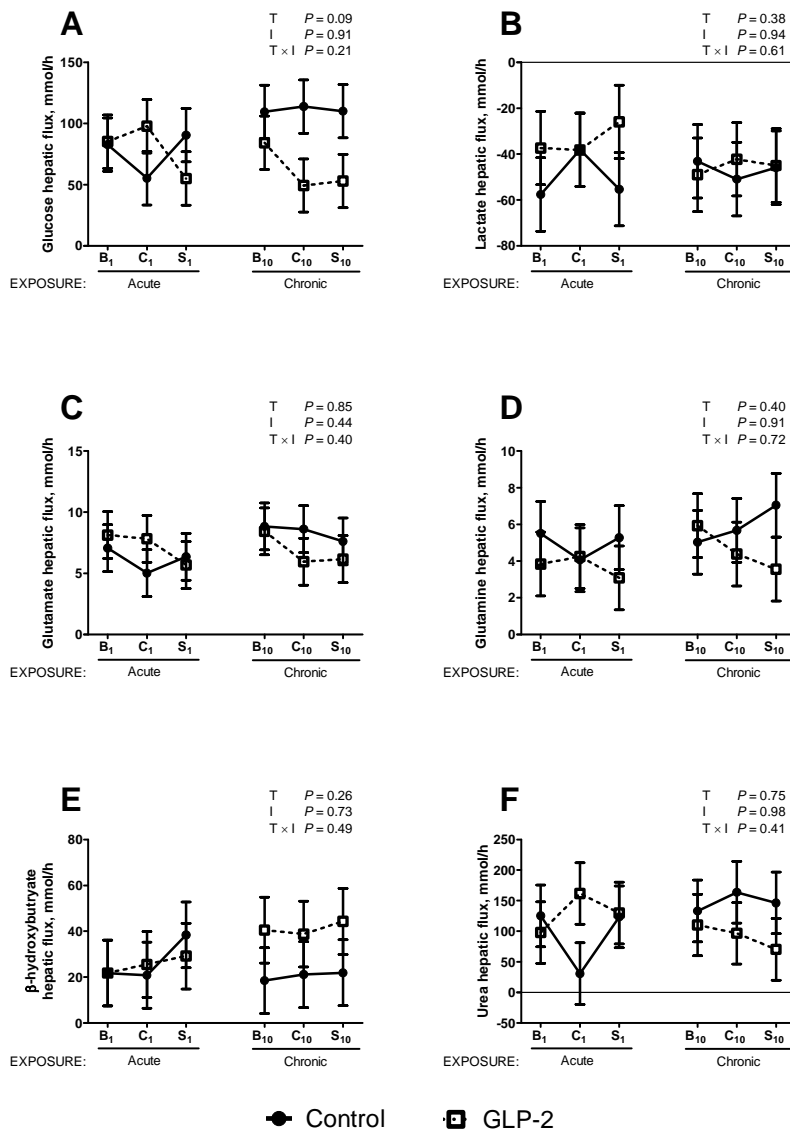 A
T P = 0.09
I P = 0.91
T × I P = 0.21
Glucose hepatic flux, mmol/h
150
100
50
0
B1 C1 S1 B10 C10 S10
EXPOSURE: Acute Chronic
B
T P = 0.38
I P = 0.94
T × I P = 0.61
Lactate hepatic flux, mmol/h
0
-20
-40
-60
-80
B1 C1 S1 B10 C10 S10
EXPOSURE: Acute Chronic
C
T P = 0.85
I P = 0.44
T × I P = 0.40
Glutamate hepatic flux, mmol/h
15
10
5
0
B1 C1 S1 B10 C10 S10
EXPOSURE: Acute Chronic
D
T P = 0.40
I P = 0.91
T × I P = 0.72
Glutamine hepatic flux, mmol/h
10
8
6
4
2
0
B1 C1 S1 B10 C10 S10
EXPOSURE: Acute Chronic
E
T P = 0.26
I P = 0.73
T × I P = 0.49
β-hydroxybutryate
hepatic flux, mmol/h
80
60
40
20
0
B1 C1 S1 B10 C10 S10
EXPOSURE: Acute Chronic
F
T P = 0.75
I P = 0.98
T × I P = 0.41
Urea hepatic flux, mmol/h
250
200
150
100
50
0
-50
B1 C1 S1 B10 C10 S10
EXPOSURE: Acute Chronic
Control GLP-2